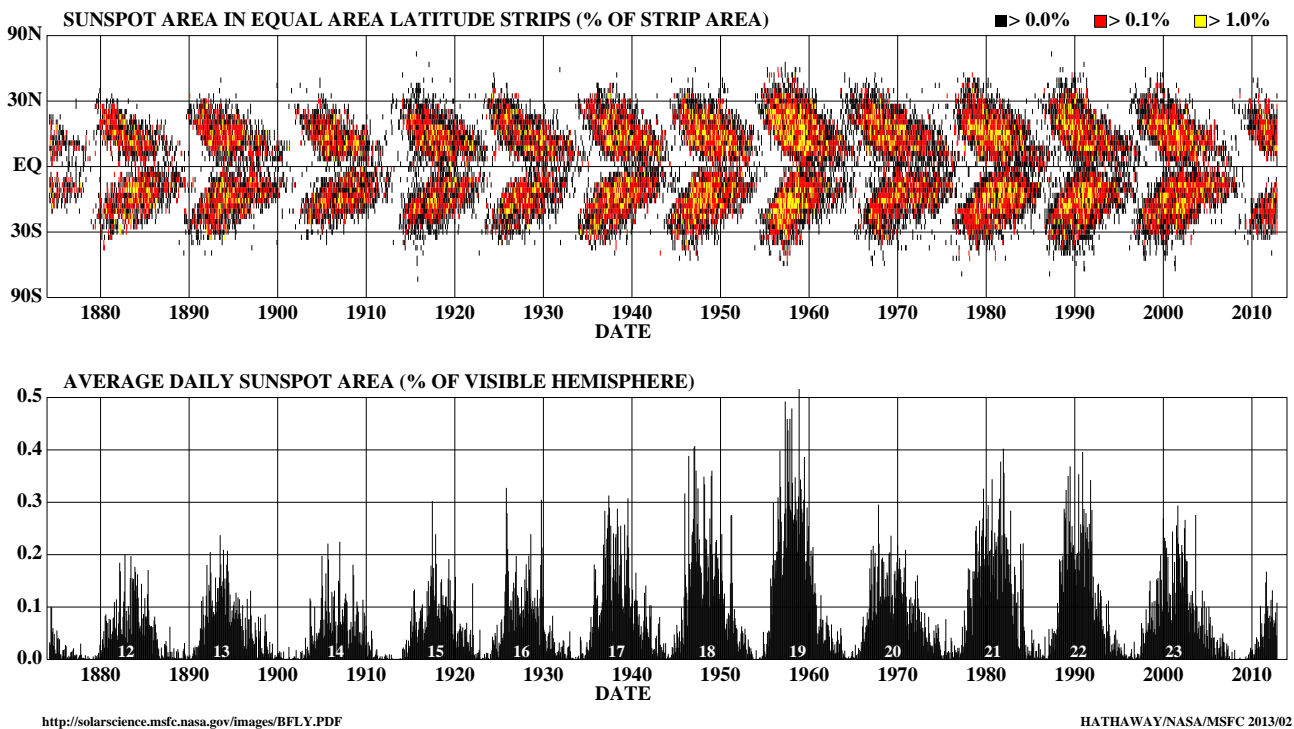 SUNSPOT AREA IN EQUAL AREA LATITUDE STRIPS (% OF STRIP AREA) > 0.0% > 0.1% > 1.0%
90N
30N
EQ
30S
90S
1880 1890 1900 1910 1920 1930 1940 1950 1960 1970 1980 1990 2000 2010
DATE
AVERAGE DAILY SUNSPOT AREA (% OF VISIBLE HEMISPHERE)
0.5
0.4
0.3
0.2
0.1
0.0
12 13 14 15 16 17 18 19 20 21 22 23
1880 1890 1900 1910 1920 1930 1940 1950 1960 1970 1980 1990 2000 2010
DATE
http://solarscience.msfc.nasa.gov/images/BFLY.PDF HATHAWAY/NASA/MSFC 2013/02